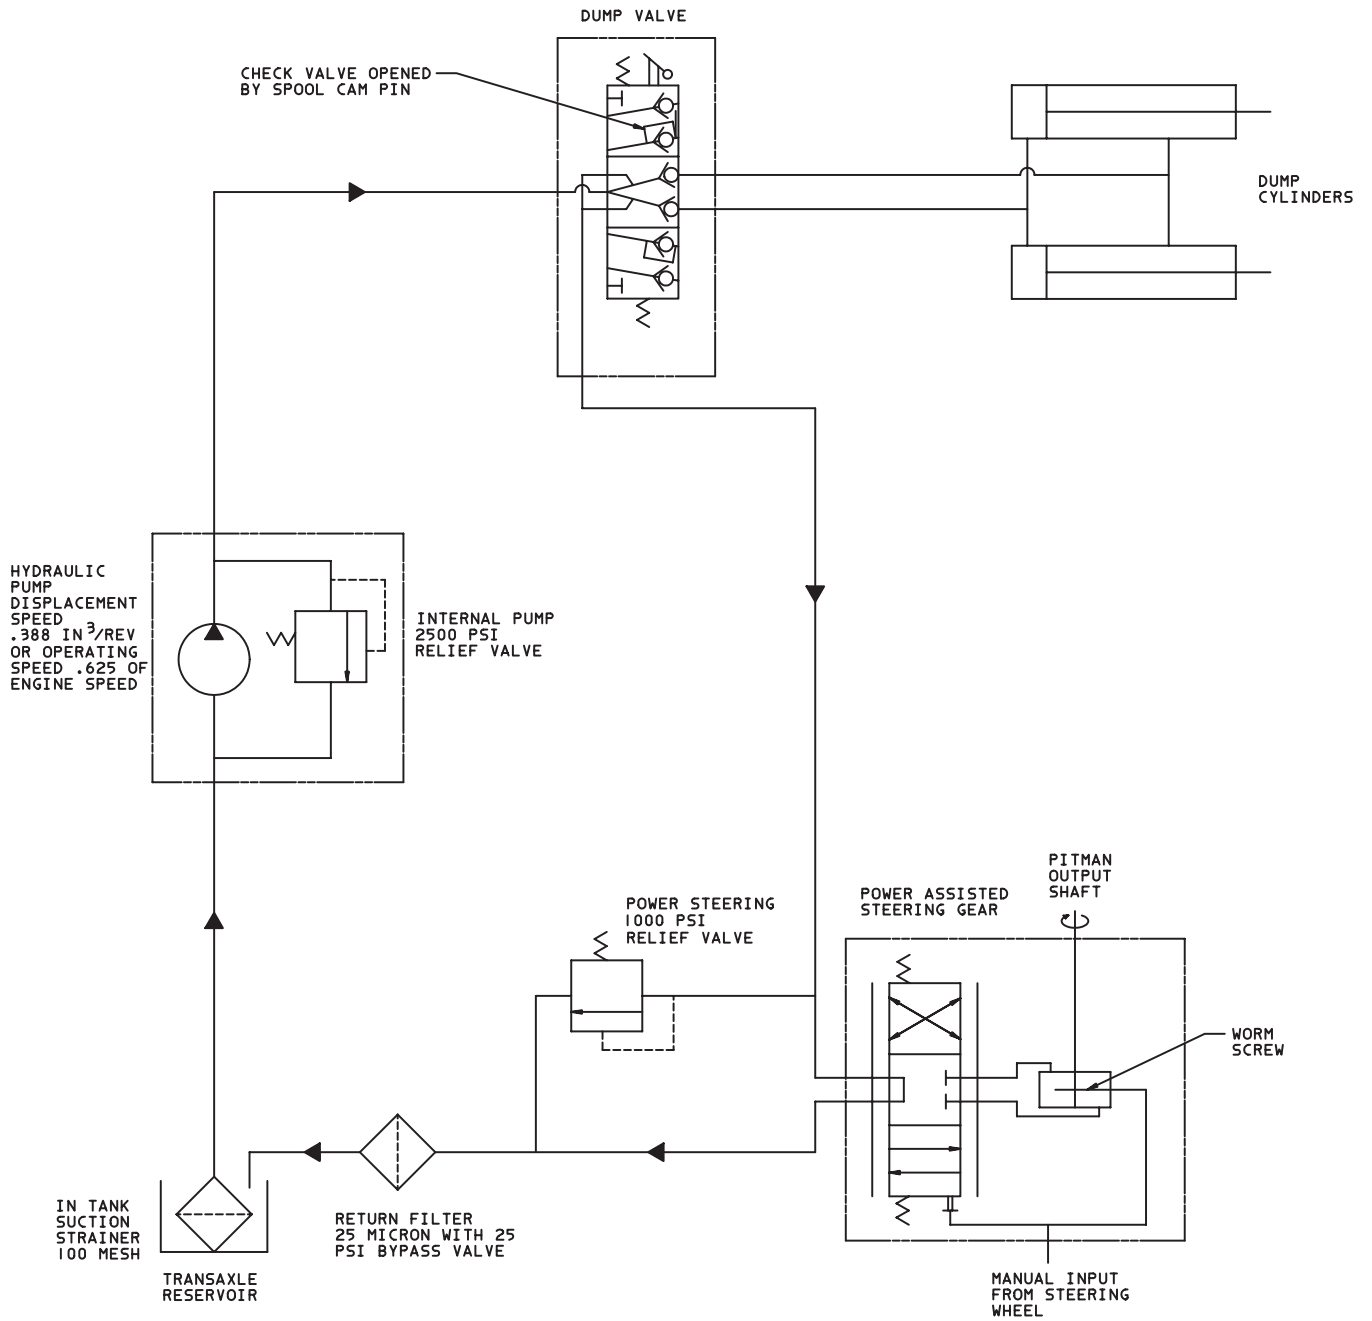 DUMP VALVE
CHECK VALVE OPENED
BY SPOOL CAM PIN
DUMP
CYLINDERS
HYDRAULIC
PUMP
DISPLACEMENT
SPEED
.388 IN³/REV
OR OPERATING
SPEED .625 OF
ENGINE SPEED
INTERNAL PUMP
2500 PSI
RELIEF VALVE
PITMAN
OUTPUT
SHAFT
POWER ASSISTED
STEERING GEAR
POWER STEERING
1000 PSI
RELIEF VALVE
WORM
SCREW
IN TANK
SUCTION
STRAINER
100 MESH
RETURN FILTER
25 MICRON WITH 25
PSI BYPASS VALVE
TRANSAXLE
RESERVOIR
MANUAL INPUT
FROM STEERING
WHEEL